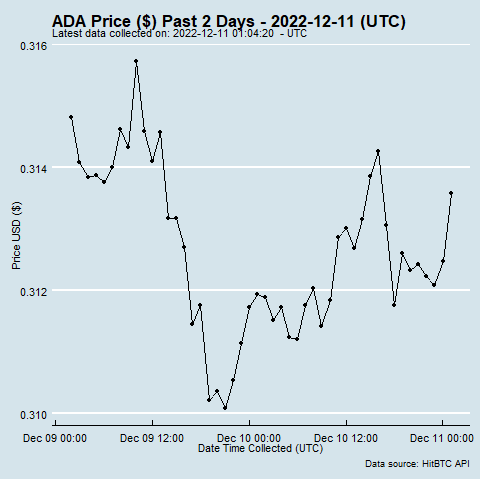 ADA Price ($) Past 2 Days - 2022-12-11 (UTC)
Latest data collected on: 2022-12-11 01:04:20  - UTC
0.316
0.314
0.312
0.310
Price USD ($)
Dec 09 00:00
Dec 09 12:00
Dec 10 00:00
Dec 10 12:00
Dec 11 00:00
Date Time Collected (UTC)
Data source: HitBTC API